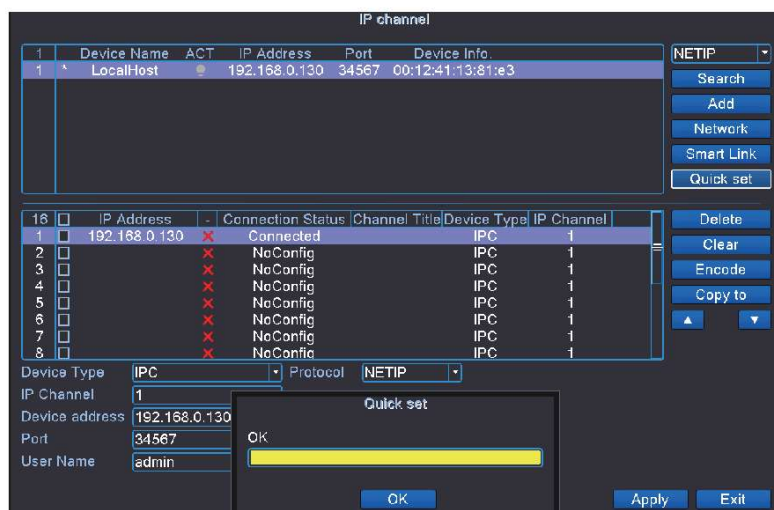 IP channel
1 Device Name ACT IP Address Port Device Info.
1 * LocalHost 192.168.0.130 34567 00:12:41:13:81:e3
NETIP
Search
Add
Network
Smart Link
Quick set
16 IP Address - Connection Status Channel Title Device Type IP Channel
1 192.168.0.130 Connected IPC 1
2 NoConfig IPC 1
3 NoConfig IPC 1
4 NoConfig IPC 1
5 NoConfig IPC 1
6 NoConfig IPC 1
7 NoConfig IPC 1
8 NoConfig IPC 1
Delete
Clear
Encode
Copy to
Device Type IPC Protocol NETIP
IP Channel 1
Device address 192.168.0.130
Port 34567
User Name admin
Quick set
OK
OK
Apply Exit